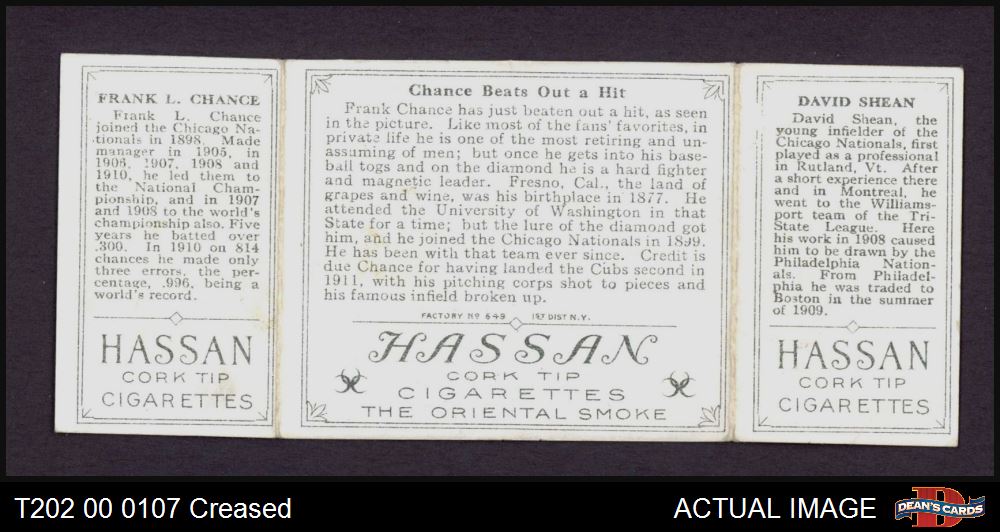 FRANK L. CHANCE
Frank L. Chance
joined the Chicago Na-
tionals in 1898. Made
manager in 1905, in
1906, 1907, 1908 and
1910, he led them to
the National Cham-
pionship, and in 1907
and 1908 to the world's
championship also. Five
years he batted over
.300. In 1910 on 814
chances he made only
three errors, the per-
centage, .996, being a
world's record.
HASSAN
CORK TIP
CIGARETTES
Chance Beats Out a Hit
Frank Chance has just beaten out a hit, as seen
in the picture. Like most of the fans' favorites, in
private life he is one of the most retiring and un-
assuming of men; but once he gets into his base-
ball togs and on the diamond he is a hard fighter
and magnetic leader. Fresno, Cal., the land of
grapes and wine, was his birthplace in 1877. He
attended the University of Washington in that
State for a time; but the lure of the diamond got
him, and he joined the Chicago Nationals in 1899.
He has been with that team ever since. Credit is
due Chance for having landed the Cubs second in
1911, with his pitching corps shot to pieces and
his famous infield broken up.
FACTORY Nº 649 1ST DIST N.Y.
HASSAN
CORK TIP
CIGARETTES
THE ORIENTAL SMOKE
DAVID SHEAN
David Shean, the
young infielder of the
Chicago Nationals, first
played as a professional
in Rutland, Vt. After
a short experience there
and in Montreal, he
went to the Williams-
port team of the Tri-
State League. Here
his work in 1908 caused
him to be drawn by the
Philadelphia Nation-
als. From Philadel-
phia he was traded to
Boston in the summer
of 1909.
HASSAN
CORK TIP
CIGARETTES
T202 00 0107 Creased
ACTUAL IMAGE
DEAN'S CARDS